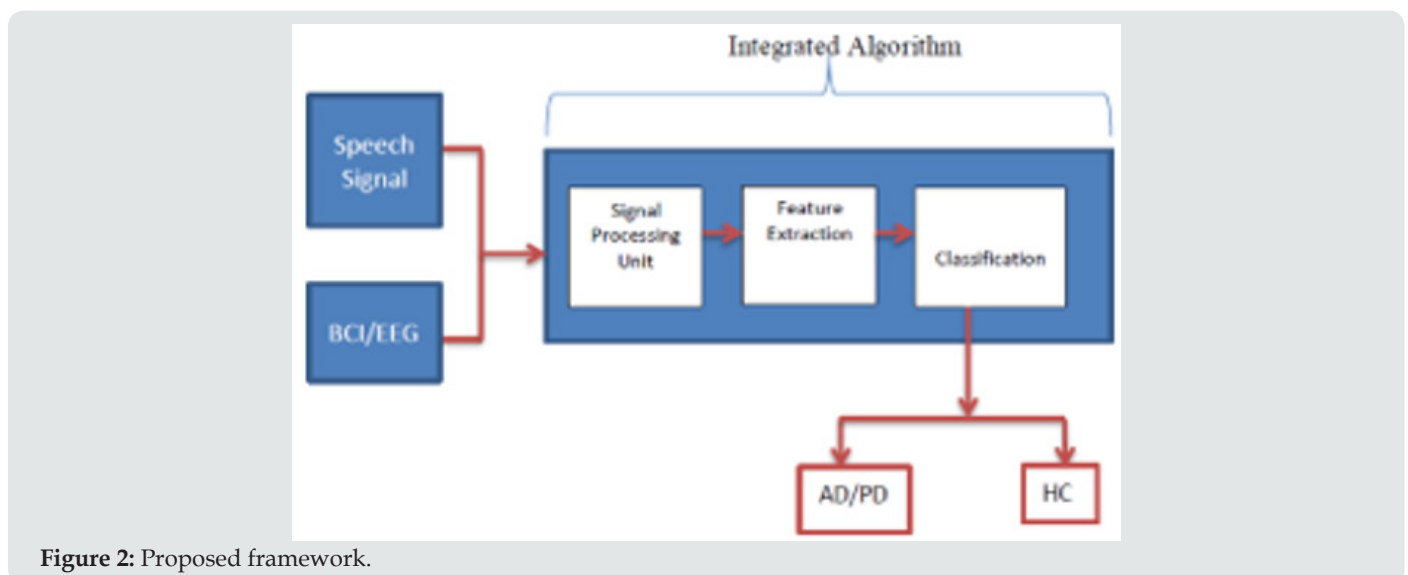 Integrated Algorithm
Speech
Signal
BCI/EEG
Signal
Processing
Unit
Feature
Extraction
Classification
AD/PD
HC
Figure 2: Proposed framework.